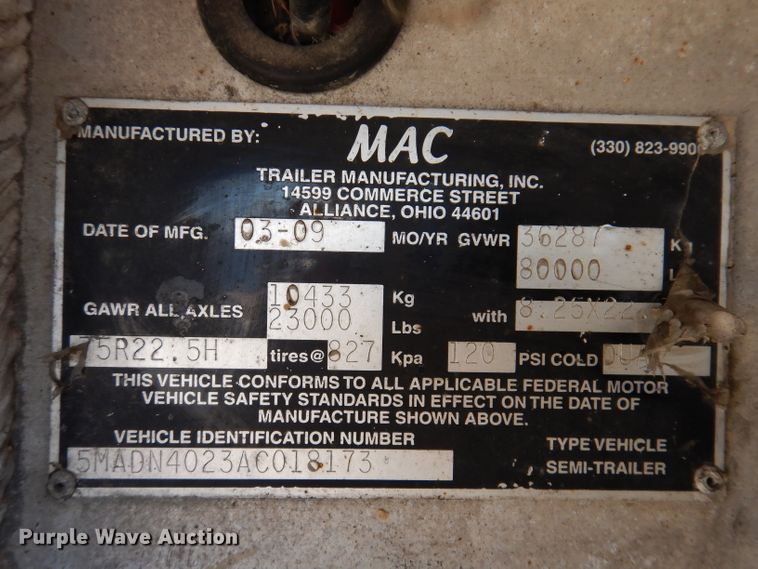 MANUFACTURED BY: MAC (330) 823-990
TRAILER MANUFACTURING, INC.
14599 COMMERCE STREET
ALLIANCE, OHIO 44601
DATE OF MFG. 03-09 MO/YR GVWR 36287 Kg
80000
GAWR ALL AXLES 10433 Kg with 8.25X22.
23000 Lbs
75R22.5H tires@ 827 Kpa 120 PSI COLD
THIS VEHICLE CONFORMS TO ALL APPLICABLE FEDERAL MOTOR
VEHICLE SAFETY STANDARDS IN EFFECT ON THE DATE OF
MANUFACTURE SHOWN ABOVE.
VEHICLE IDENTIFICATION NUMBER TYPE VEHICLE
5MADN4023AC018173 SEMI-TRAILER
Purple Wave Auction